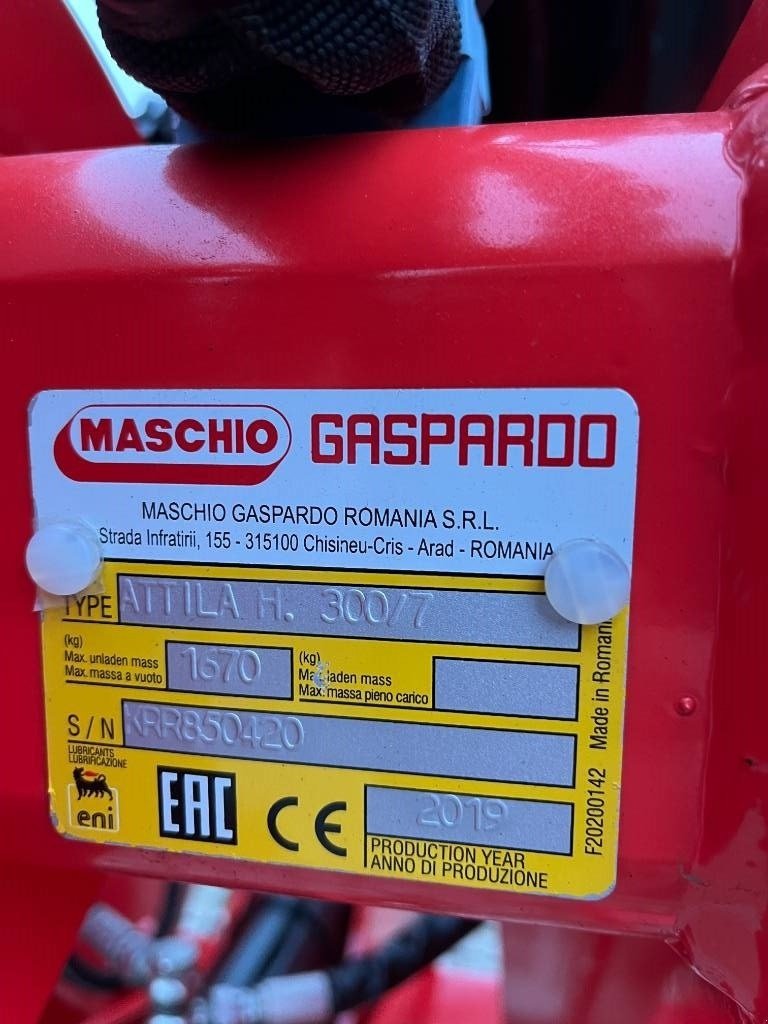 MASCHIO GASPARDO
MASCHIO GASPARDO ROMANIA S.R.L.
Strada Infratirii, 155 - 315100 Chisineu-Cris - Arad - ROMANIA
TYPE ATTILA H. 300/7
(kg)
Max. unladen mass
Max. massa a vuoto
1670
(kg)
Max. laden mass
Max. massa pieno carico
S/N KRR850420
LUBRICANTS
LUBRIFICAZIONE
eni
EAC
CE
2019
PRODUCTION YEAR
ANNO DI PRODUZIONE
F20200142 Made in Romania